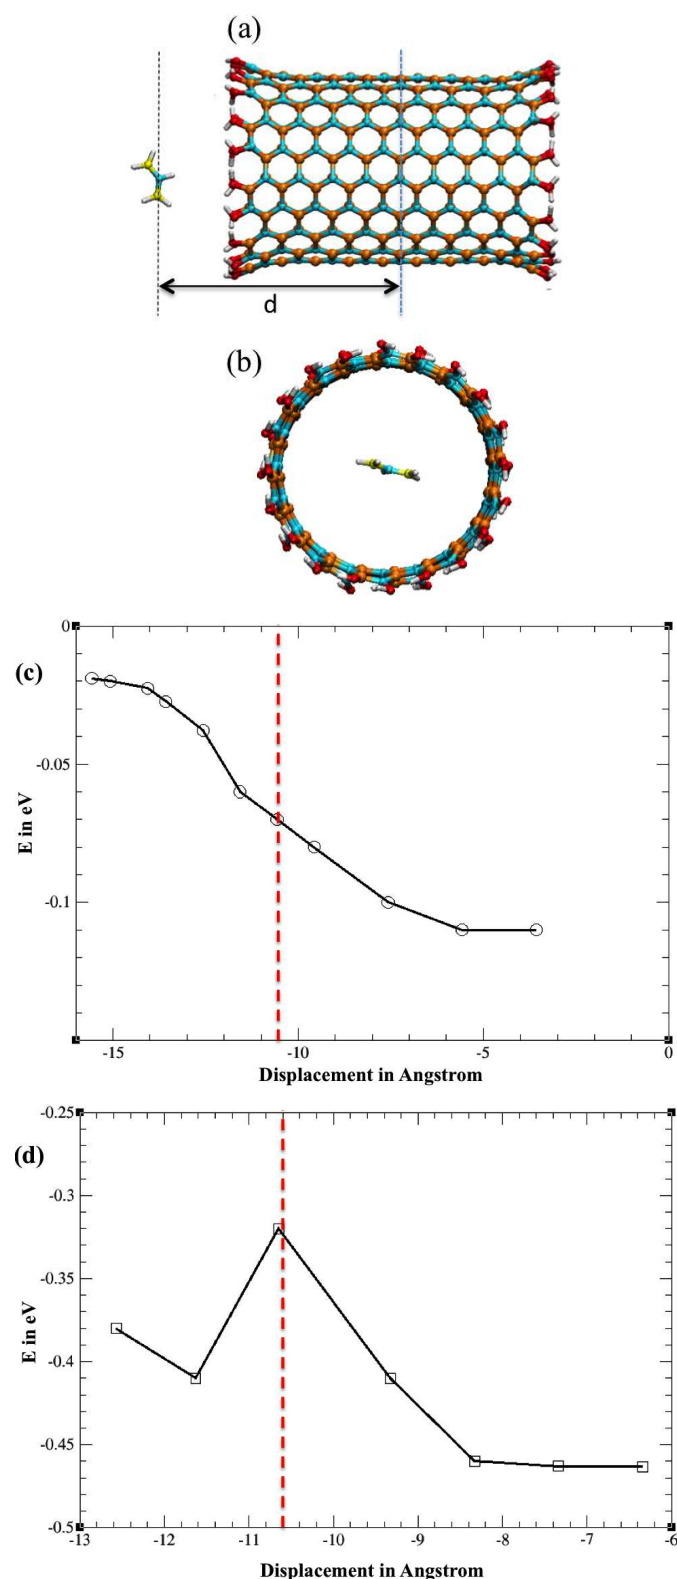 (a)
d
(b)
(c)
0
-0.05
-0.1
E in eV
-15 -10 -5 0
Displacement in Angstrom
(d)
-0.25
-0.3
-0.35
-0.4
-0.45
-0.5
E in eV
-13 -12 -11 -10 -9 -8 -7 -6
Displacement in Angstrom